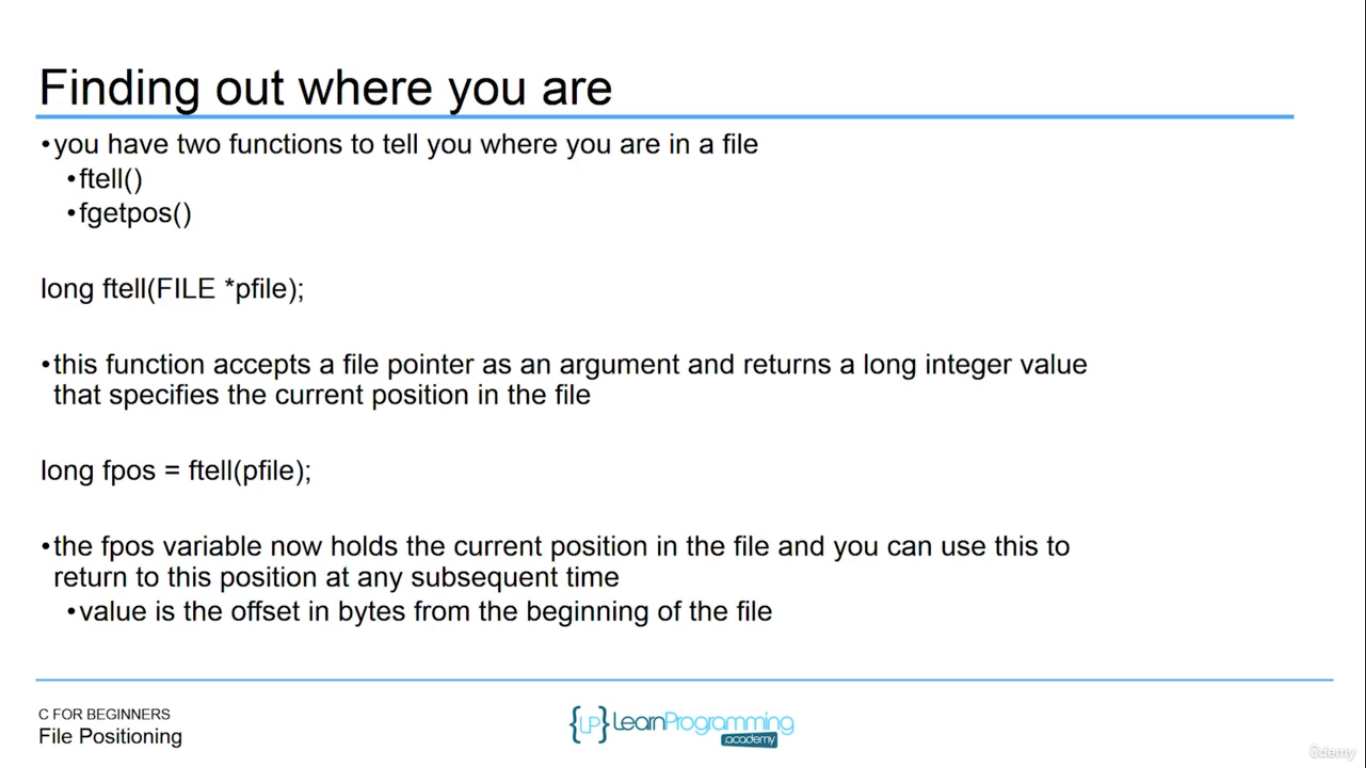 Finding out where you are
•you have two functions to tell you where you are in a file
•ftell()
•fgetpos()
long ftell(FILE *pfile);
•this function accepts a file pointer as an argument and returns a long integer value
that specifies the current position in the file
long fpos = ftell(pfile);
•the fpos variable now holds the current position in the file and you can use this to
return to this position at any subsequent time
•value is the offset in bytes from the beginning of the file
C FOR BEGINNERS
File Positioning
{LP} LearnProgramming
.academy
ûdemy